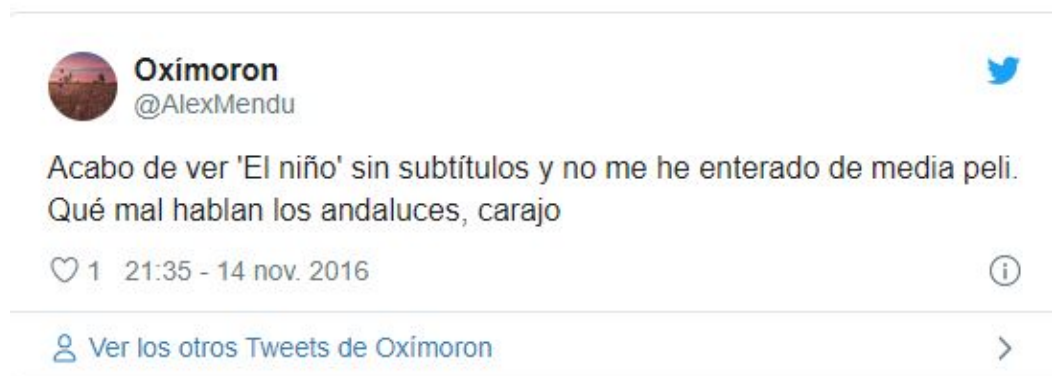 Oxímoron
@AlexMendu
Acabo de ver 'El niño' sin subtítulos y no me he enterado de media peli.
Qué mal hablan los andaluces, carajo
1 21:35 - 14 nov. 2016
Ver los otros Tweets de Oxímoron